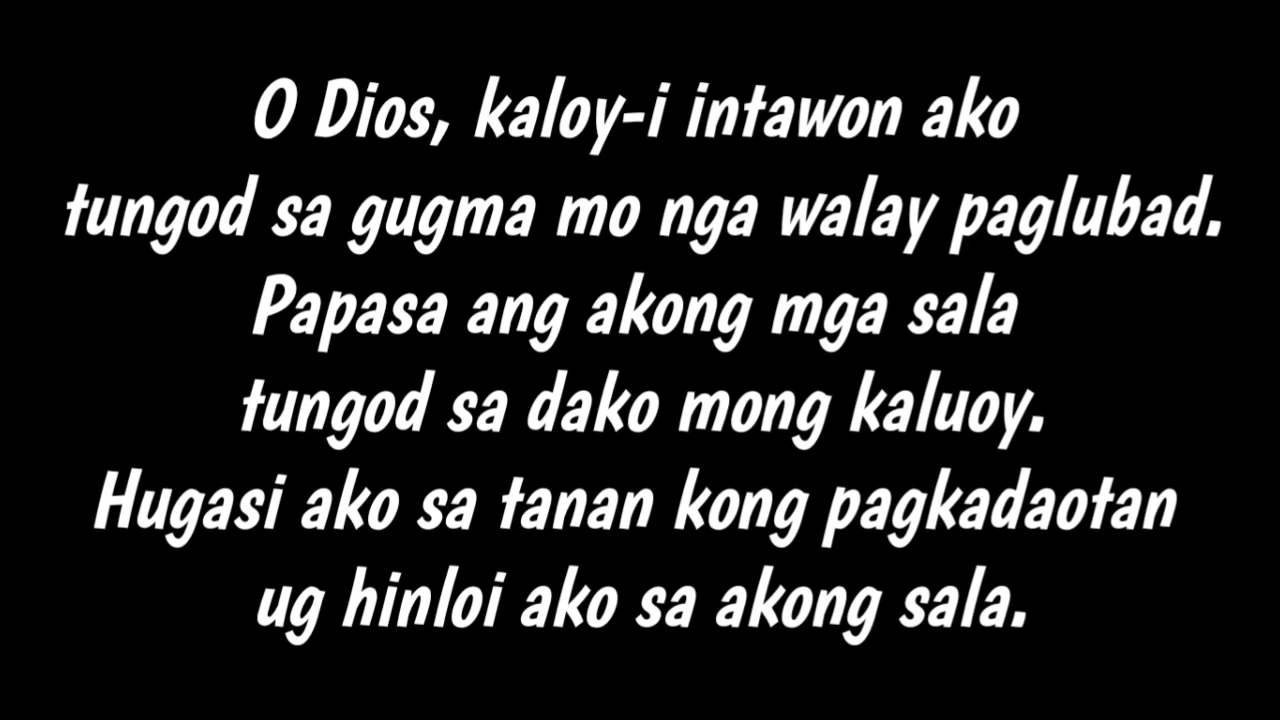 O Dios, kaloy-i intawon ako
tungod sa gugma mo nga walay paglubad.
Papasa ang akong mga sala
tungod sa dako mong kaluoy.
Hugasi ako sa tanan kong pagkadaotan
ug hinloi ako sa akong sala.